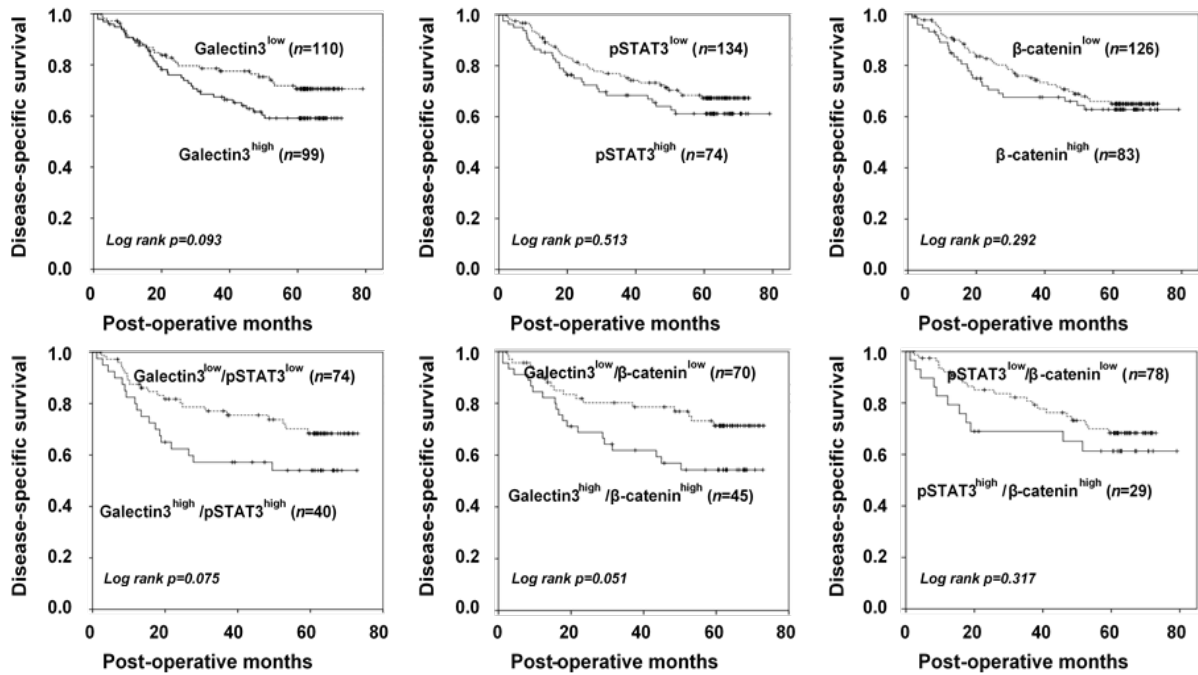 Disease-specific survival
1.0
0.8
0.6
0.4
0.8
0.0
Galectin3low (n=110)
Galectin3high (n=99)
Log rank p=0.093
0 20 40 60 80
Post-operative months
Disease-specific survival
1.0
0.8
0.6
0.4
0.8
0.0
pSTAT3low (n=134)
pSTAT3high (n=74)
Log rank p=0.513
0 20 40 60 80
Post-operative months
Disease-specific survival
1.0
0.8
0.6
0.4
0.8
0.0
β-cateninlow (n=126)
β-cateninhigh (n=83)
Log rank p=0.292
0 20 40 60 80
Post-operative months
Disease-specific survival
1.0
0.8
0.6
0.4
0.8
0.0
Galectin3low/pSTAT3low (n=74)
Galectin3high/pSTAT3high (n=40)
Log rank p=0.075
0 20 40 60 80
Post-operative months
Disease-specific survival
1.0
0.8
0.6
0.4
0.8
0.0
Galectin3low/β-cateninlow (n=70)
Galectin3high/β-cateninhigh (n=45)
Log rank p=0.051
0 20 40 60 80
Post-operative months
Disease-specific survival
1.0
0.8
0.6
0.4
0.8
0.0
pSTAT3low/β-cateninlow (n=78)
pSTAT3high/β-cateninhigh (n=29)
Log rank p=0.317
0 20 40 60 80
Post-operative months